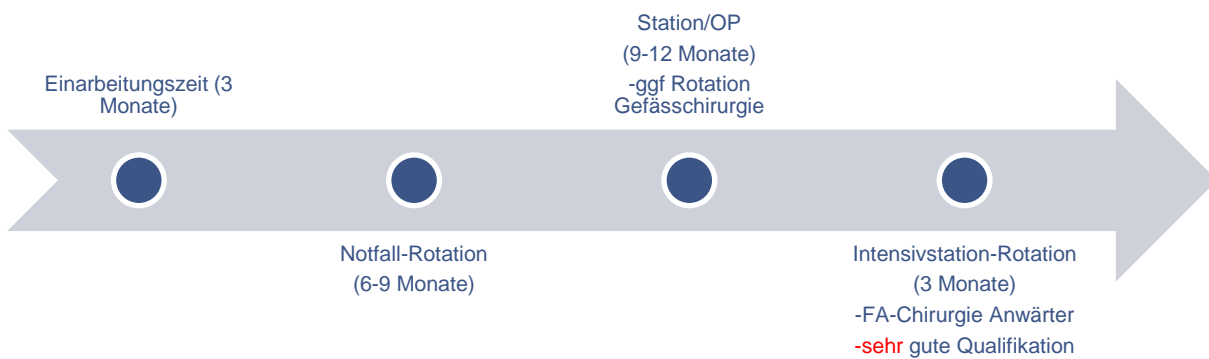 Einarbeitungszeit (3
Monate)
Notfall-Rotation
(6-9 Monate)
Station/OP
(9-12 Monate)
-ggf Rotation
Gefässchirurgie
Intensivstation-Rotation
(3 Monate)
-FA-Chirurgie Anwärter
-sehr gute Qualifikation